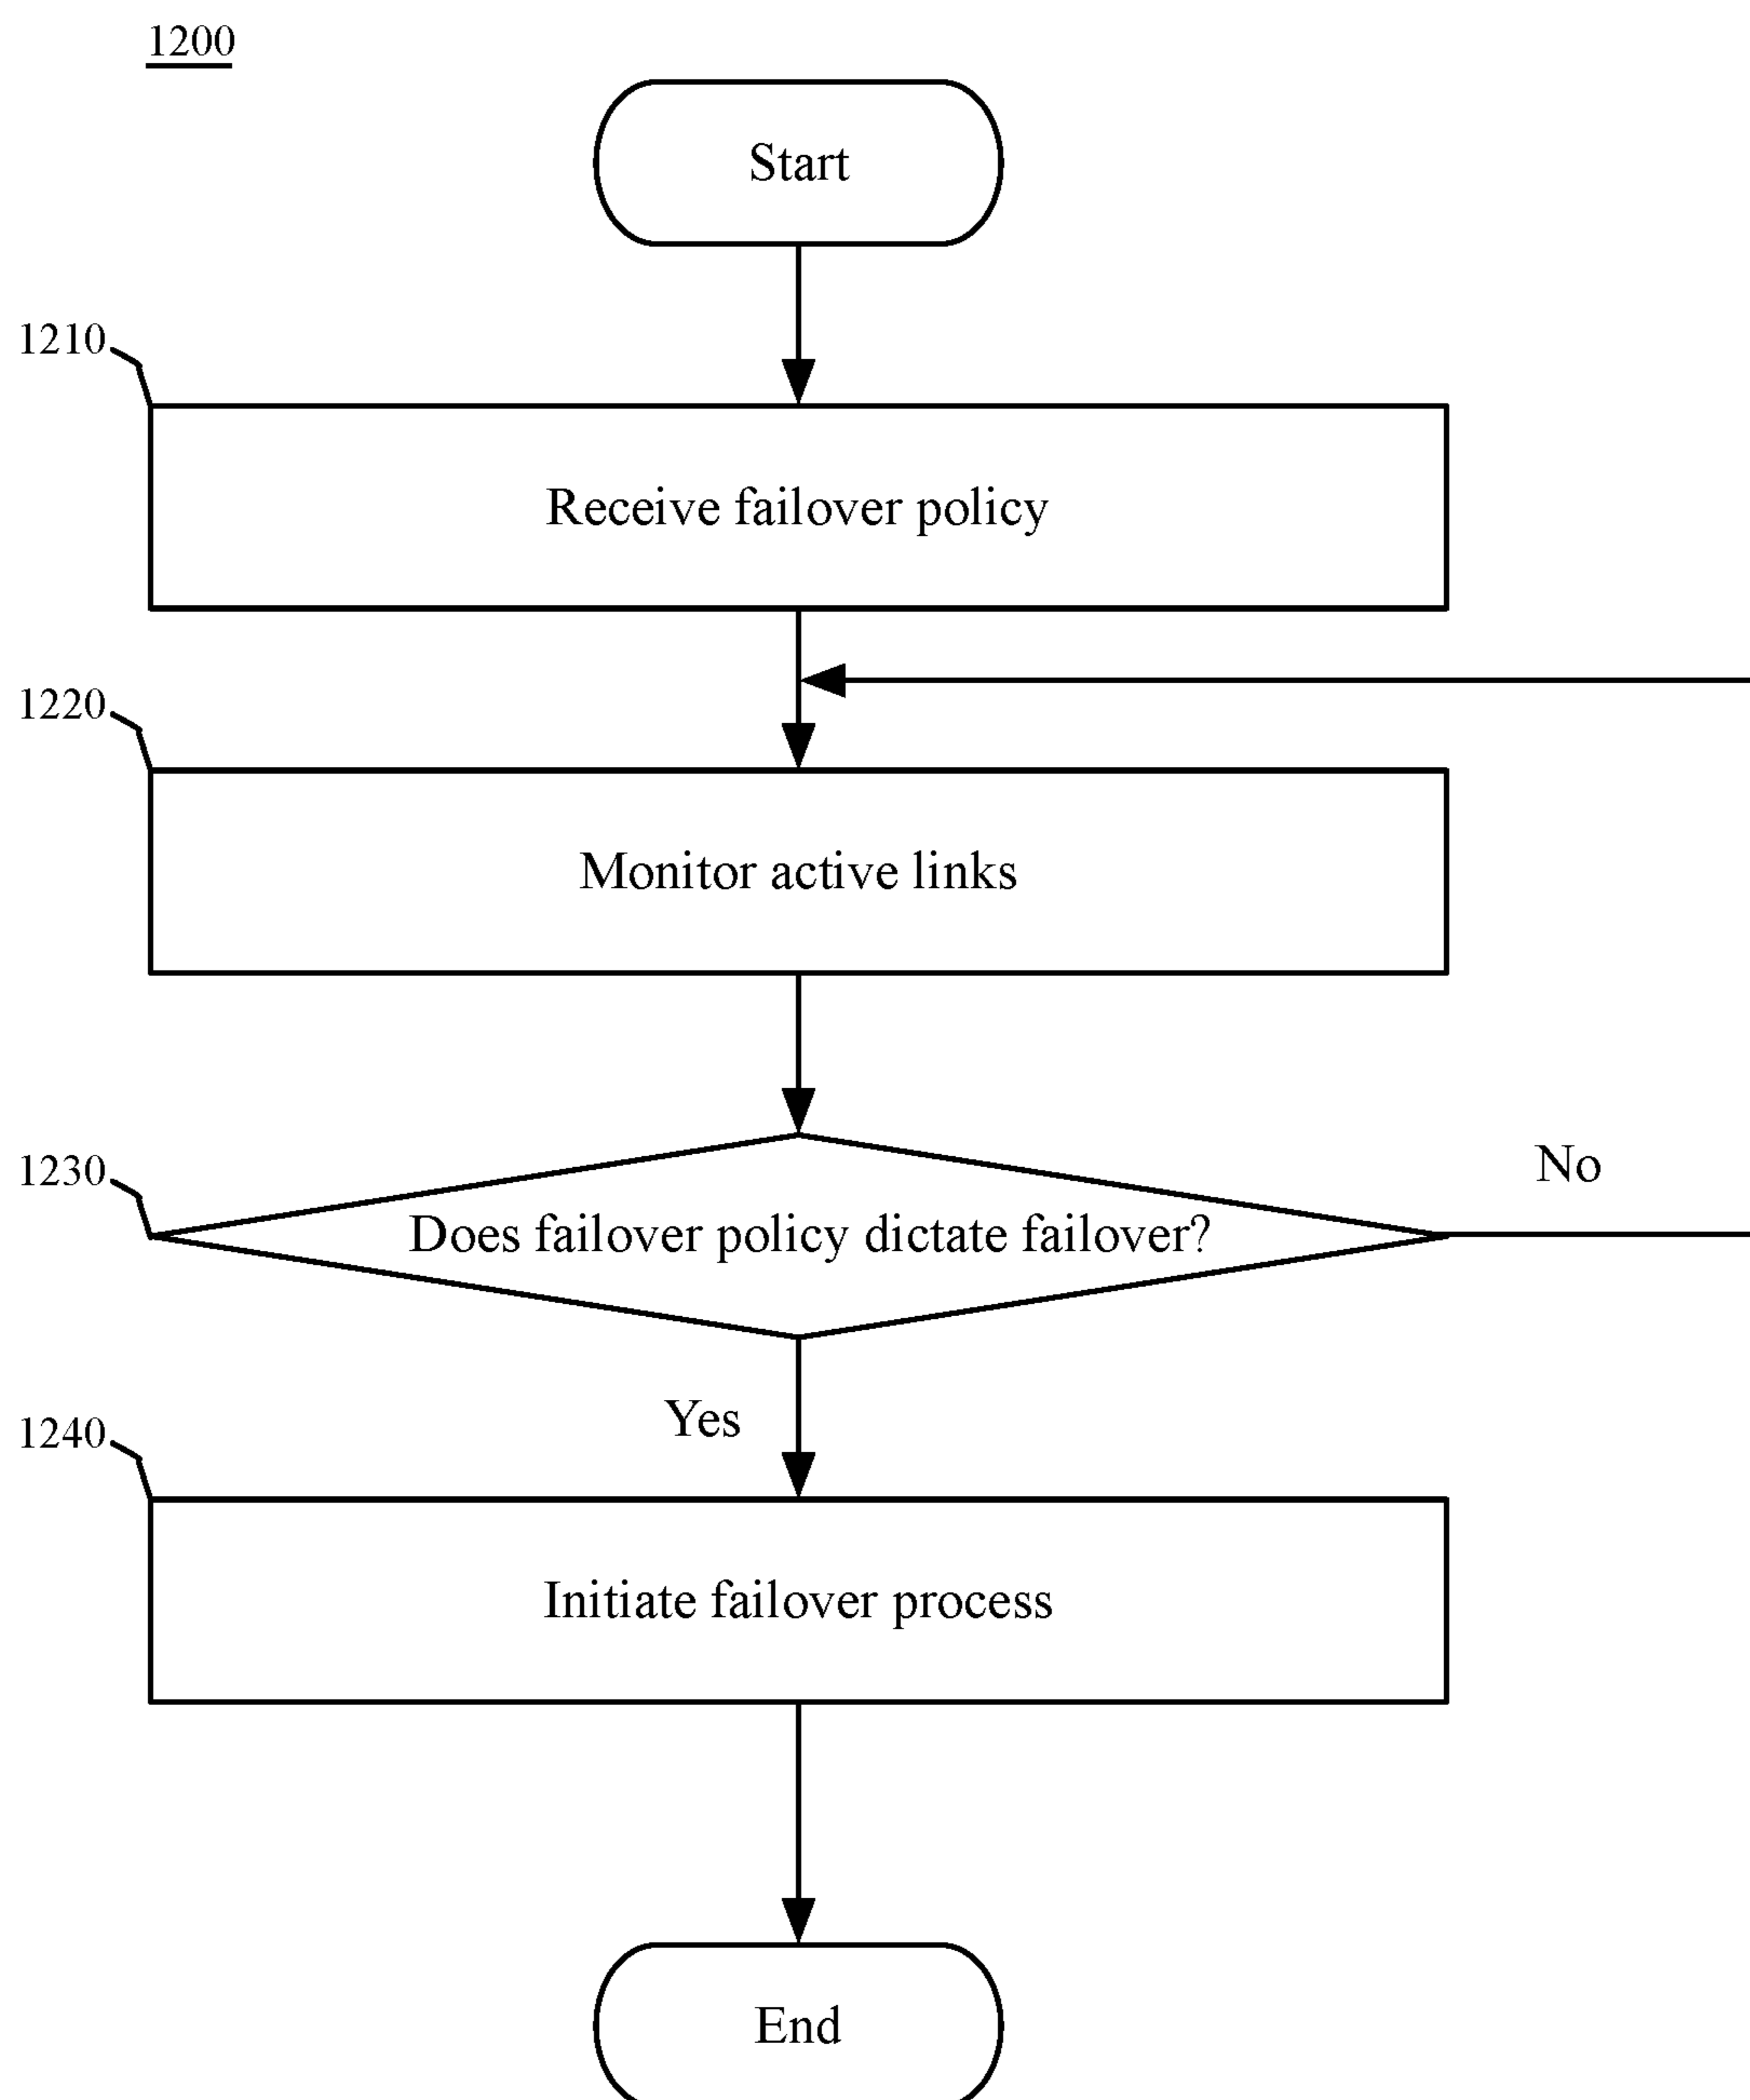 1200
Start
1210
Receive failover policy
1220
Monitor active links
1230
Does failover policy dictate failover?
No
Yes
1240
Initiate failover process
End